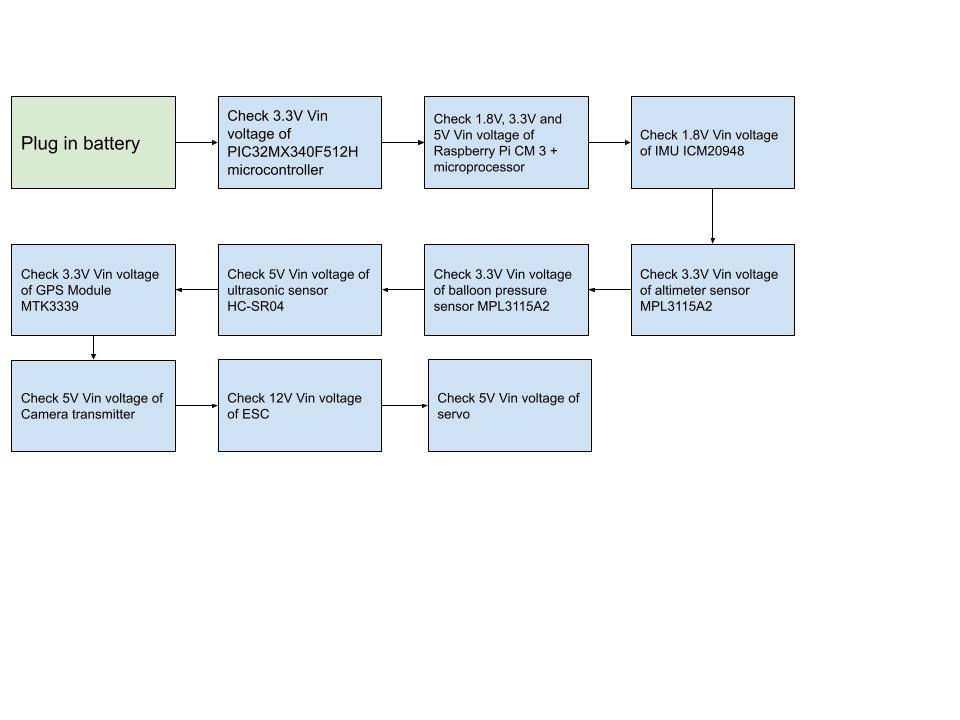 Plug in battery
Check 3.3V Vin
voltage of
PIC32MX340F512H
microcontroller
Check 1.8V, 3.3V and
5V Vin voltage of
Raspberry Pi CM 3 +
microprocessor
Check 1.8V Vin voltage
of IMU ICM20948
Check 3.3V Vin voltage
of altimeter sensor
MPL3115A2
Check 3.3V Vin voltage
of balloon pressure
sensor MPL3115A2
Check 5V Vin voltage of
ultrasonic sensor
HC-SR04
Check 3.3V Vin voltage
of GPS Module
MTK3339
Check 5V Vin voltage of
Camera transmitter
Check 12V Vin voltage
of ESC
Check 5V Vin voltage of
servo